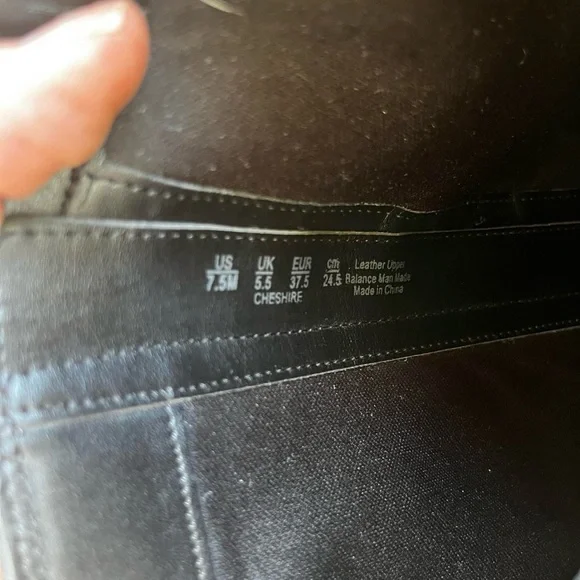 US UK EUR cm Leather Upper
7.5M 5.5 37.5 24.5 Balance Man Made
CHESHIRE Made in China